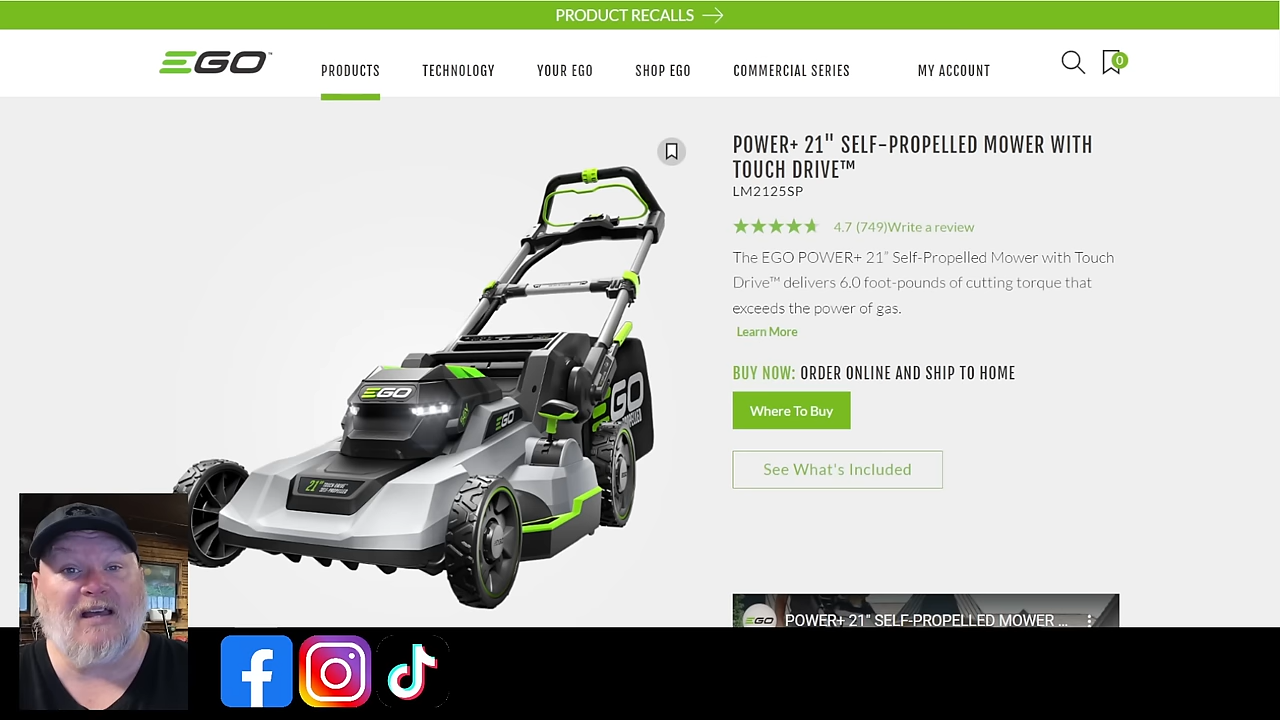 PRODUCT RECALLS
EGO™
PRODUCTS
TECHNOLOGY
YOUR EGO
SHOP EGO
COMMERCIAL SERIES
MY ACCOUNT
0
POWER+ 21" SELF-PROPELLED MOWER WITH
TOUCH DRIVE™
LM2125SP
4.7 (749)Write a review
The EGO POWER+ 21” Self-Propelled Mower with Touch
Drive™ delivers 6.0 foot-pounds of cutting torque that
exceeds the power of gas.
Learn More
BUY NOW: ORDER ONLINE AND SHIP TO HOME
Where To Buy
See What's Included
EGO
EGO
EGO
21" TOUCH DRIVE™
SELF-PROPELLED
EGO
POWER+ 21" SELF-PROPELLED MOWER ...